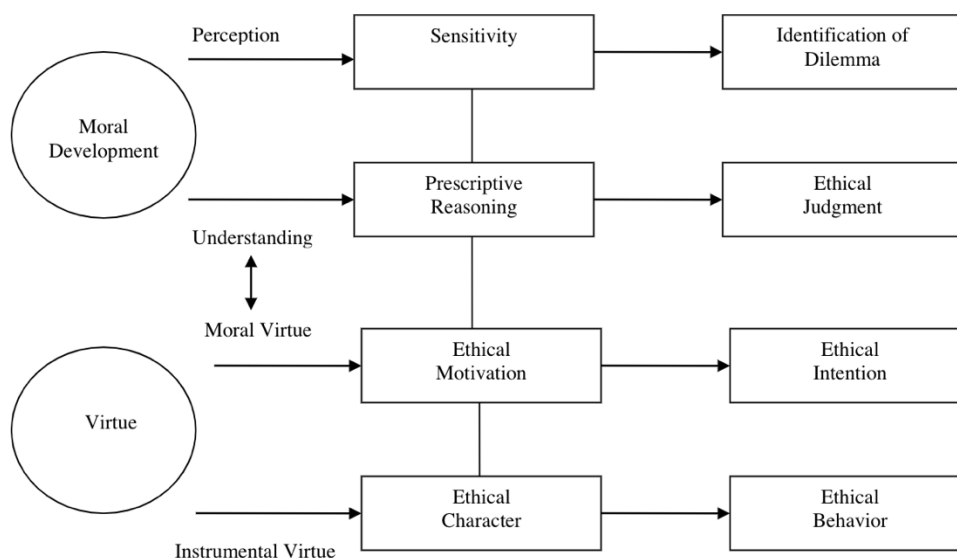 Perception
Sensitivity
Identification of
Dilemma
Moral
Development
Prescriptive
Reasoning
Ethical
Judgment
Understanding
Moral Virtue
Ethical
Motivation
Ethical
Intention
Virtue
Ethical
Character
Ethical
Behavior
Instrumental Virtue